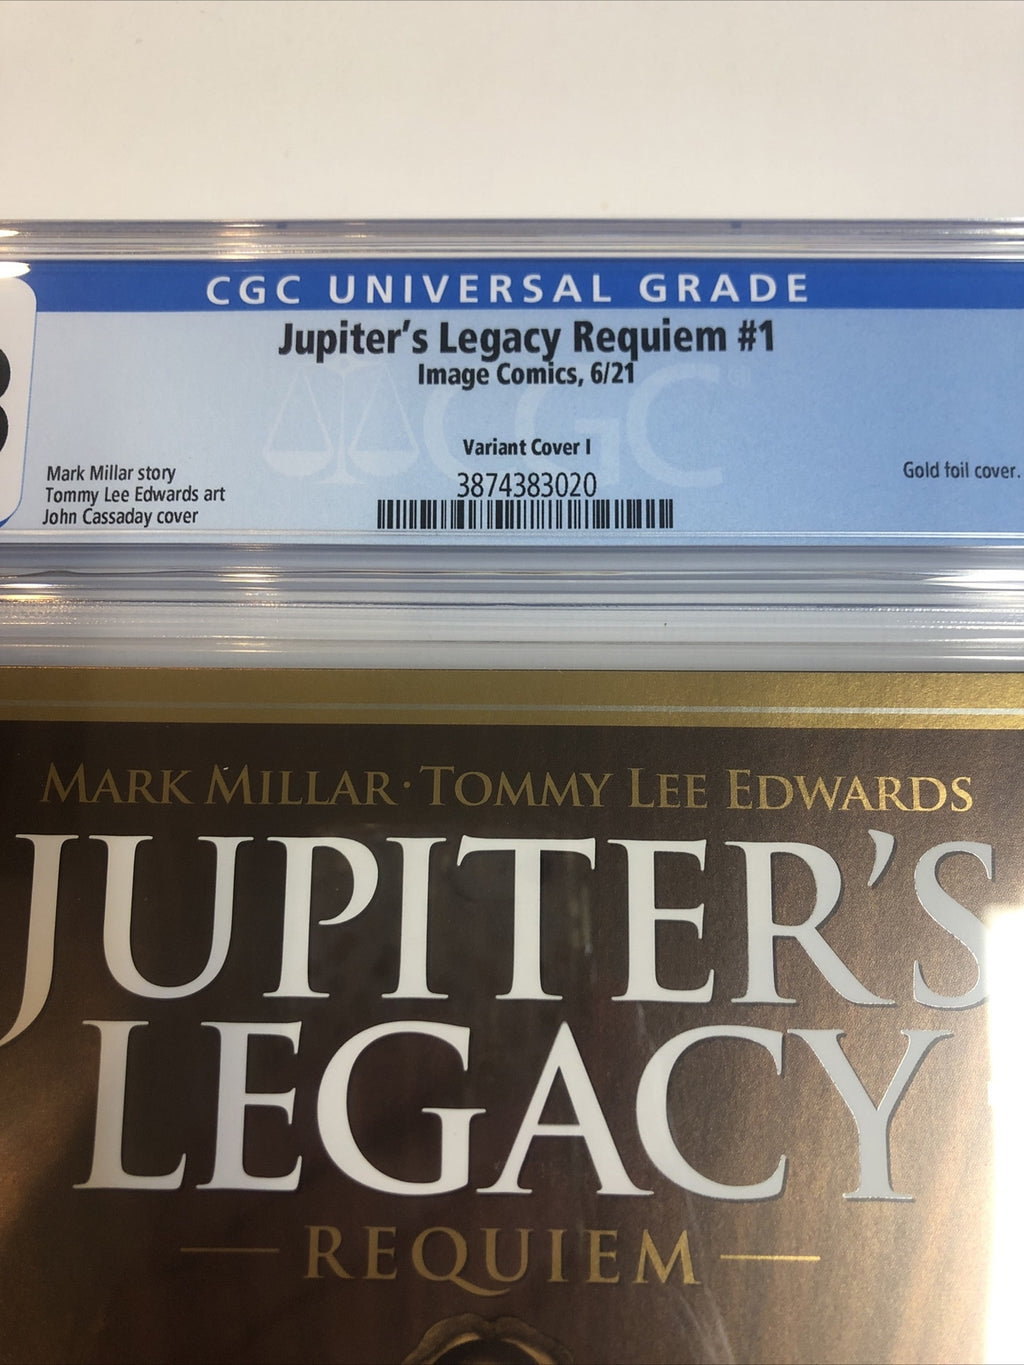 CGC UNIVERSAL GRADE
Jupiter's Legacy Requiem #1
Image Comics, 6/21
CGC
Variant Cover I
3874383020
Mark Millar story
Tommy Lee Edwards art
John Cassaday cover
Gold foil cover.
MARK MILLAR · TOMMY LEE EDWARDS
JUPITER'S
LEGACY
REQUIEM